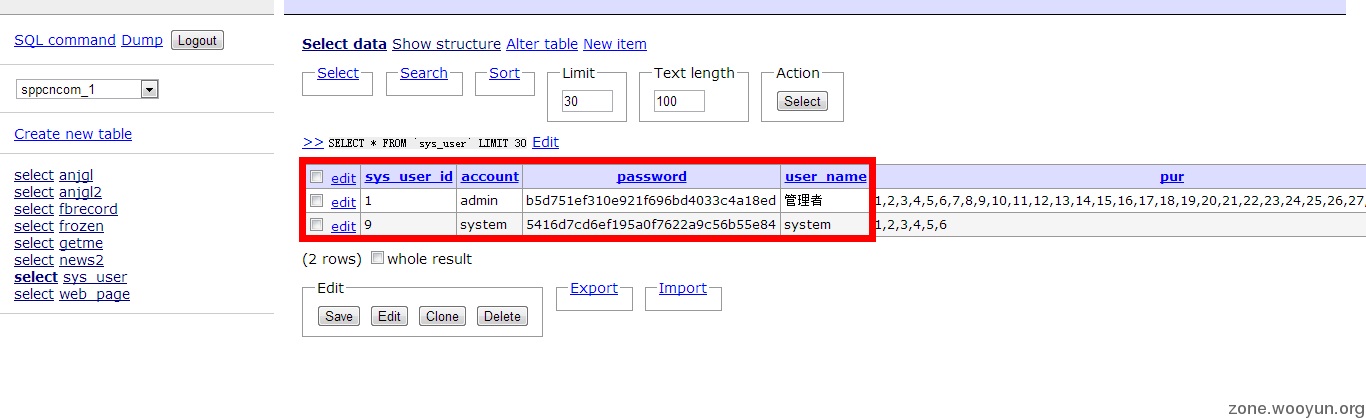 SQL command Dump Logout
sppcncom_1
Create new table
select anjgl
select anjgl2
select fbrecord
select frozen
select getme
select news2
select sys_user
select web_page
Select data Show structure Alter table New item
Select Search Sort Limit Text length Action
30 100 Select
>> SELECT * FROM `sys_user` LIMIT 30 Edit
edit sys_user_id account password user_name pur
edit 1 admin b5d751ef310e921f696bd4033c4a18ed 管理者 1,2,3,4,5,6,7,8,9,10,11,12,13,14,15,16,17,18,19,20,21,22,23,24,25,26,27,
edit 9 system 5416d7cd6ef195a0f7622a9c56b55e84 system 1,2,3,4,5,6
(2 rows) whole result
Edit Export Import
Save Edit Clone Delete
zone.wooyun.org